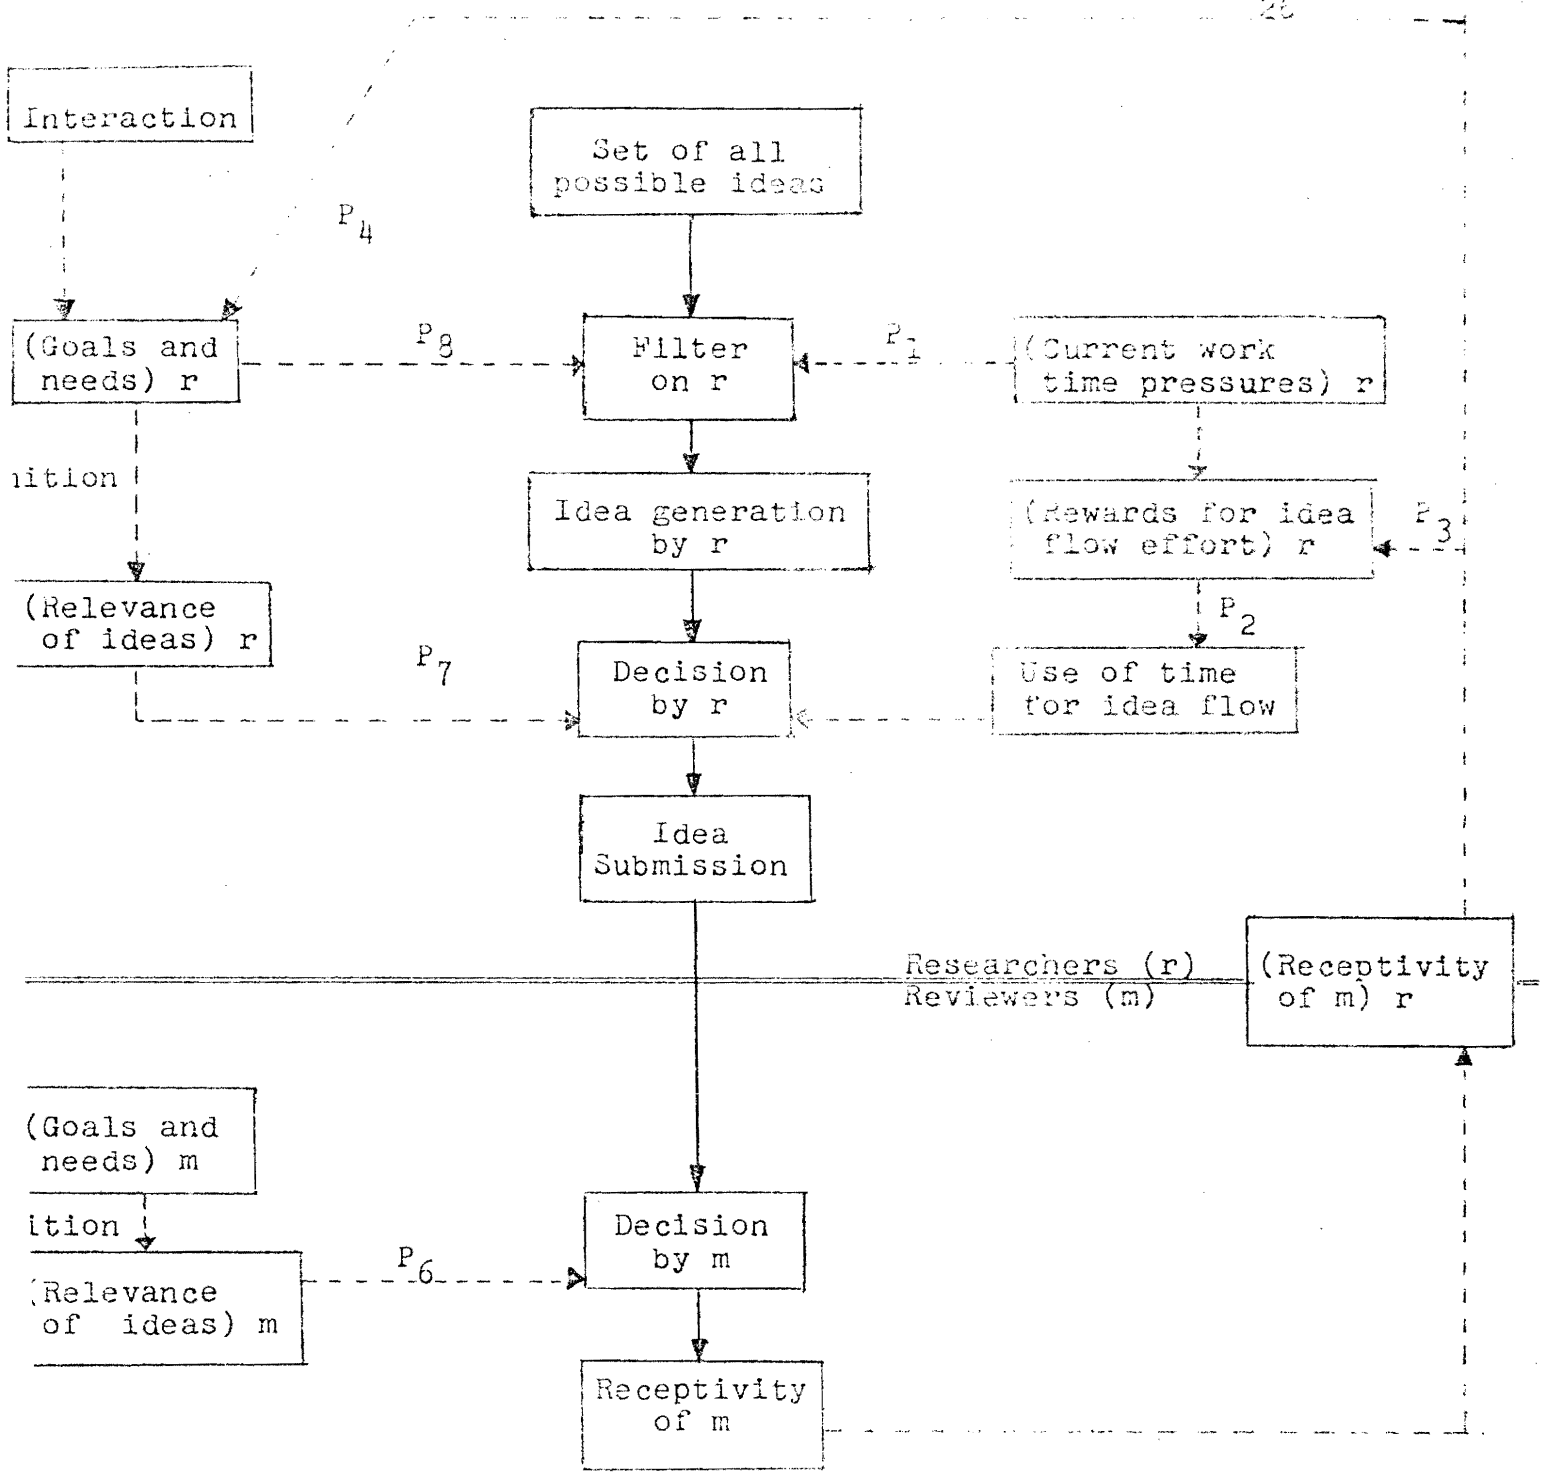 26
Interaction
Set of all
possible ideas
P4
(Goals and
needs) r
P8
Filter
on r
P1
(Current work
time pressures) r
nition
Idea generation
by r
(Rewards for idea
flow effort) r
P3
(Relevance
of ideas) r
P7
Decision
by r
P2
Use of time
for idea flow
Idea
Submission
Researchers (r)
Reviewers (m)
(Receptivity
of m) r
(Goals and
needs) m
ition
Decision
by m
P6
(Relevance
of ideas) m
Receptivity
of m